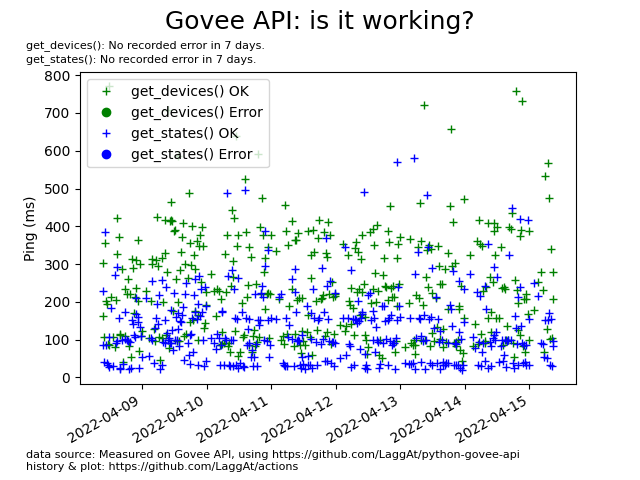 Govee API: is it working?
get_devices(): No recorded error in 7 days.
get_states(): No recorded error in 7 days.
get_devices() OK
get_devices() Error
get_states() OK
get_states() Error
Ping (ms)
800
700
600
500
400
300
200
100
0
2022-04-09
2022-04-10
2022-04-11
2022-04-12
2022-04-13
2022-04-14
2022-04-15
data source: Measured on Govee API, using https://github.com/LaggAt/python-govee-api
history & plot: https://github.com/LaggAt/actions